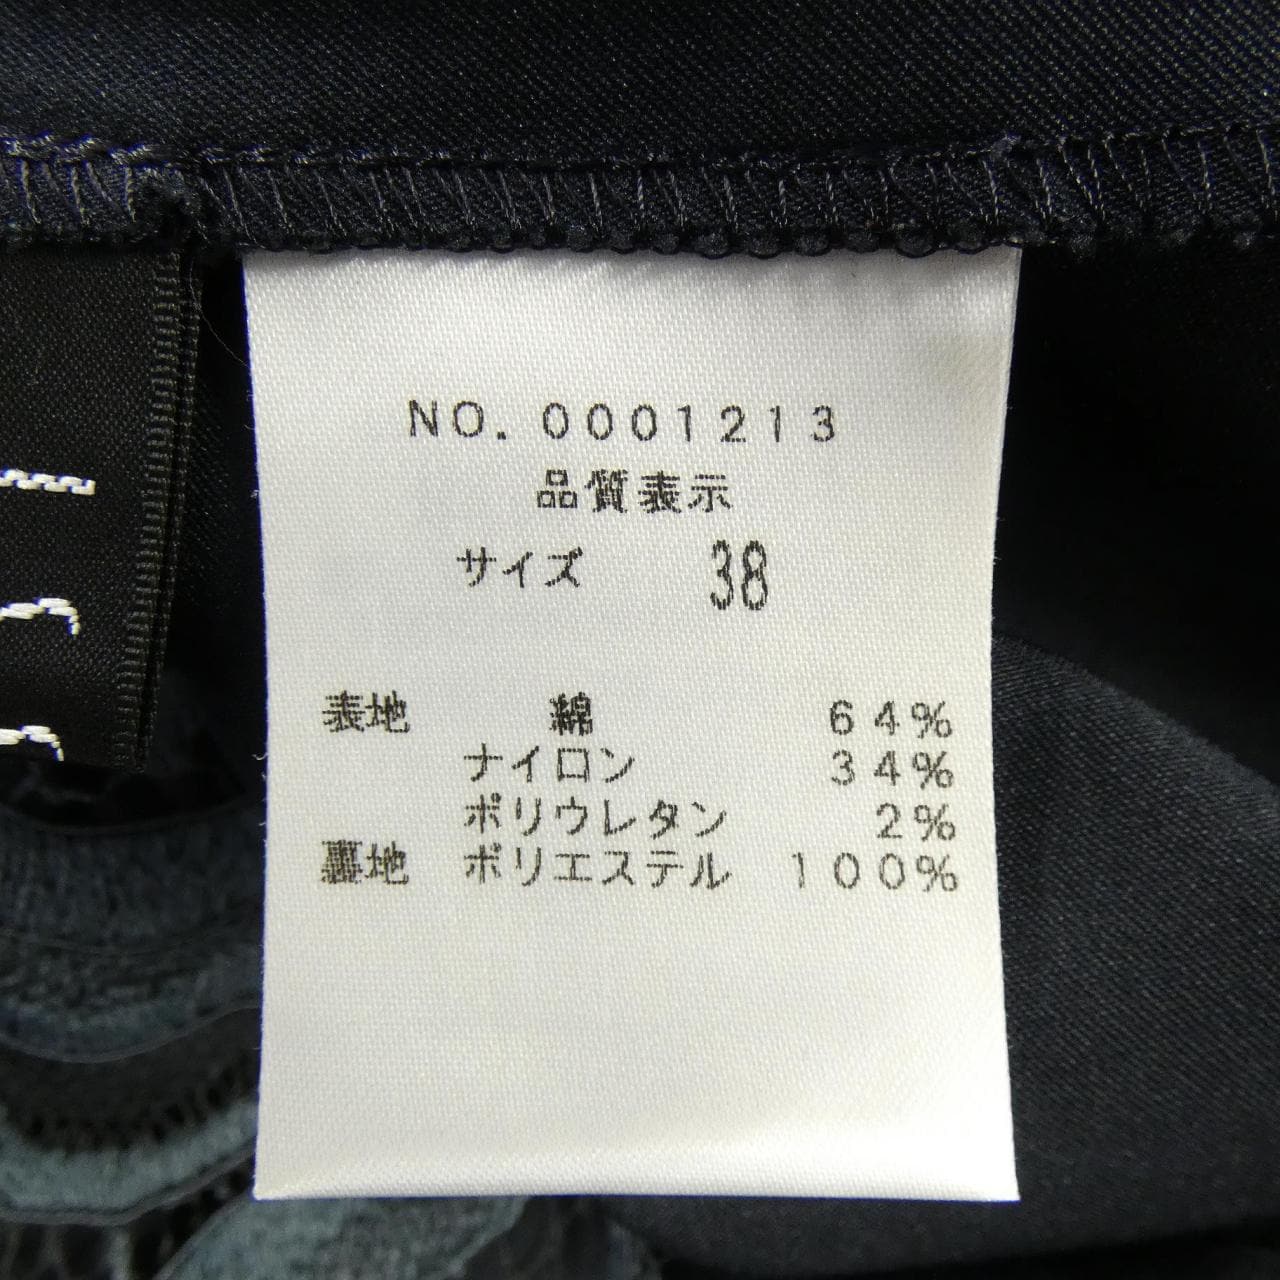 NO.0001213
品質表示
サイズ 38
表地 綿 64%
ナイロン 34%
ポリウレタン 2%
裏地 ポリエステル 100%